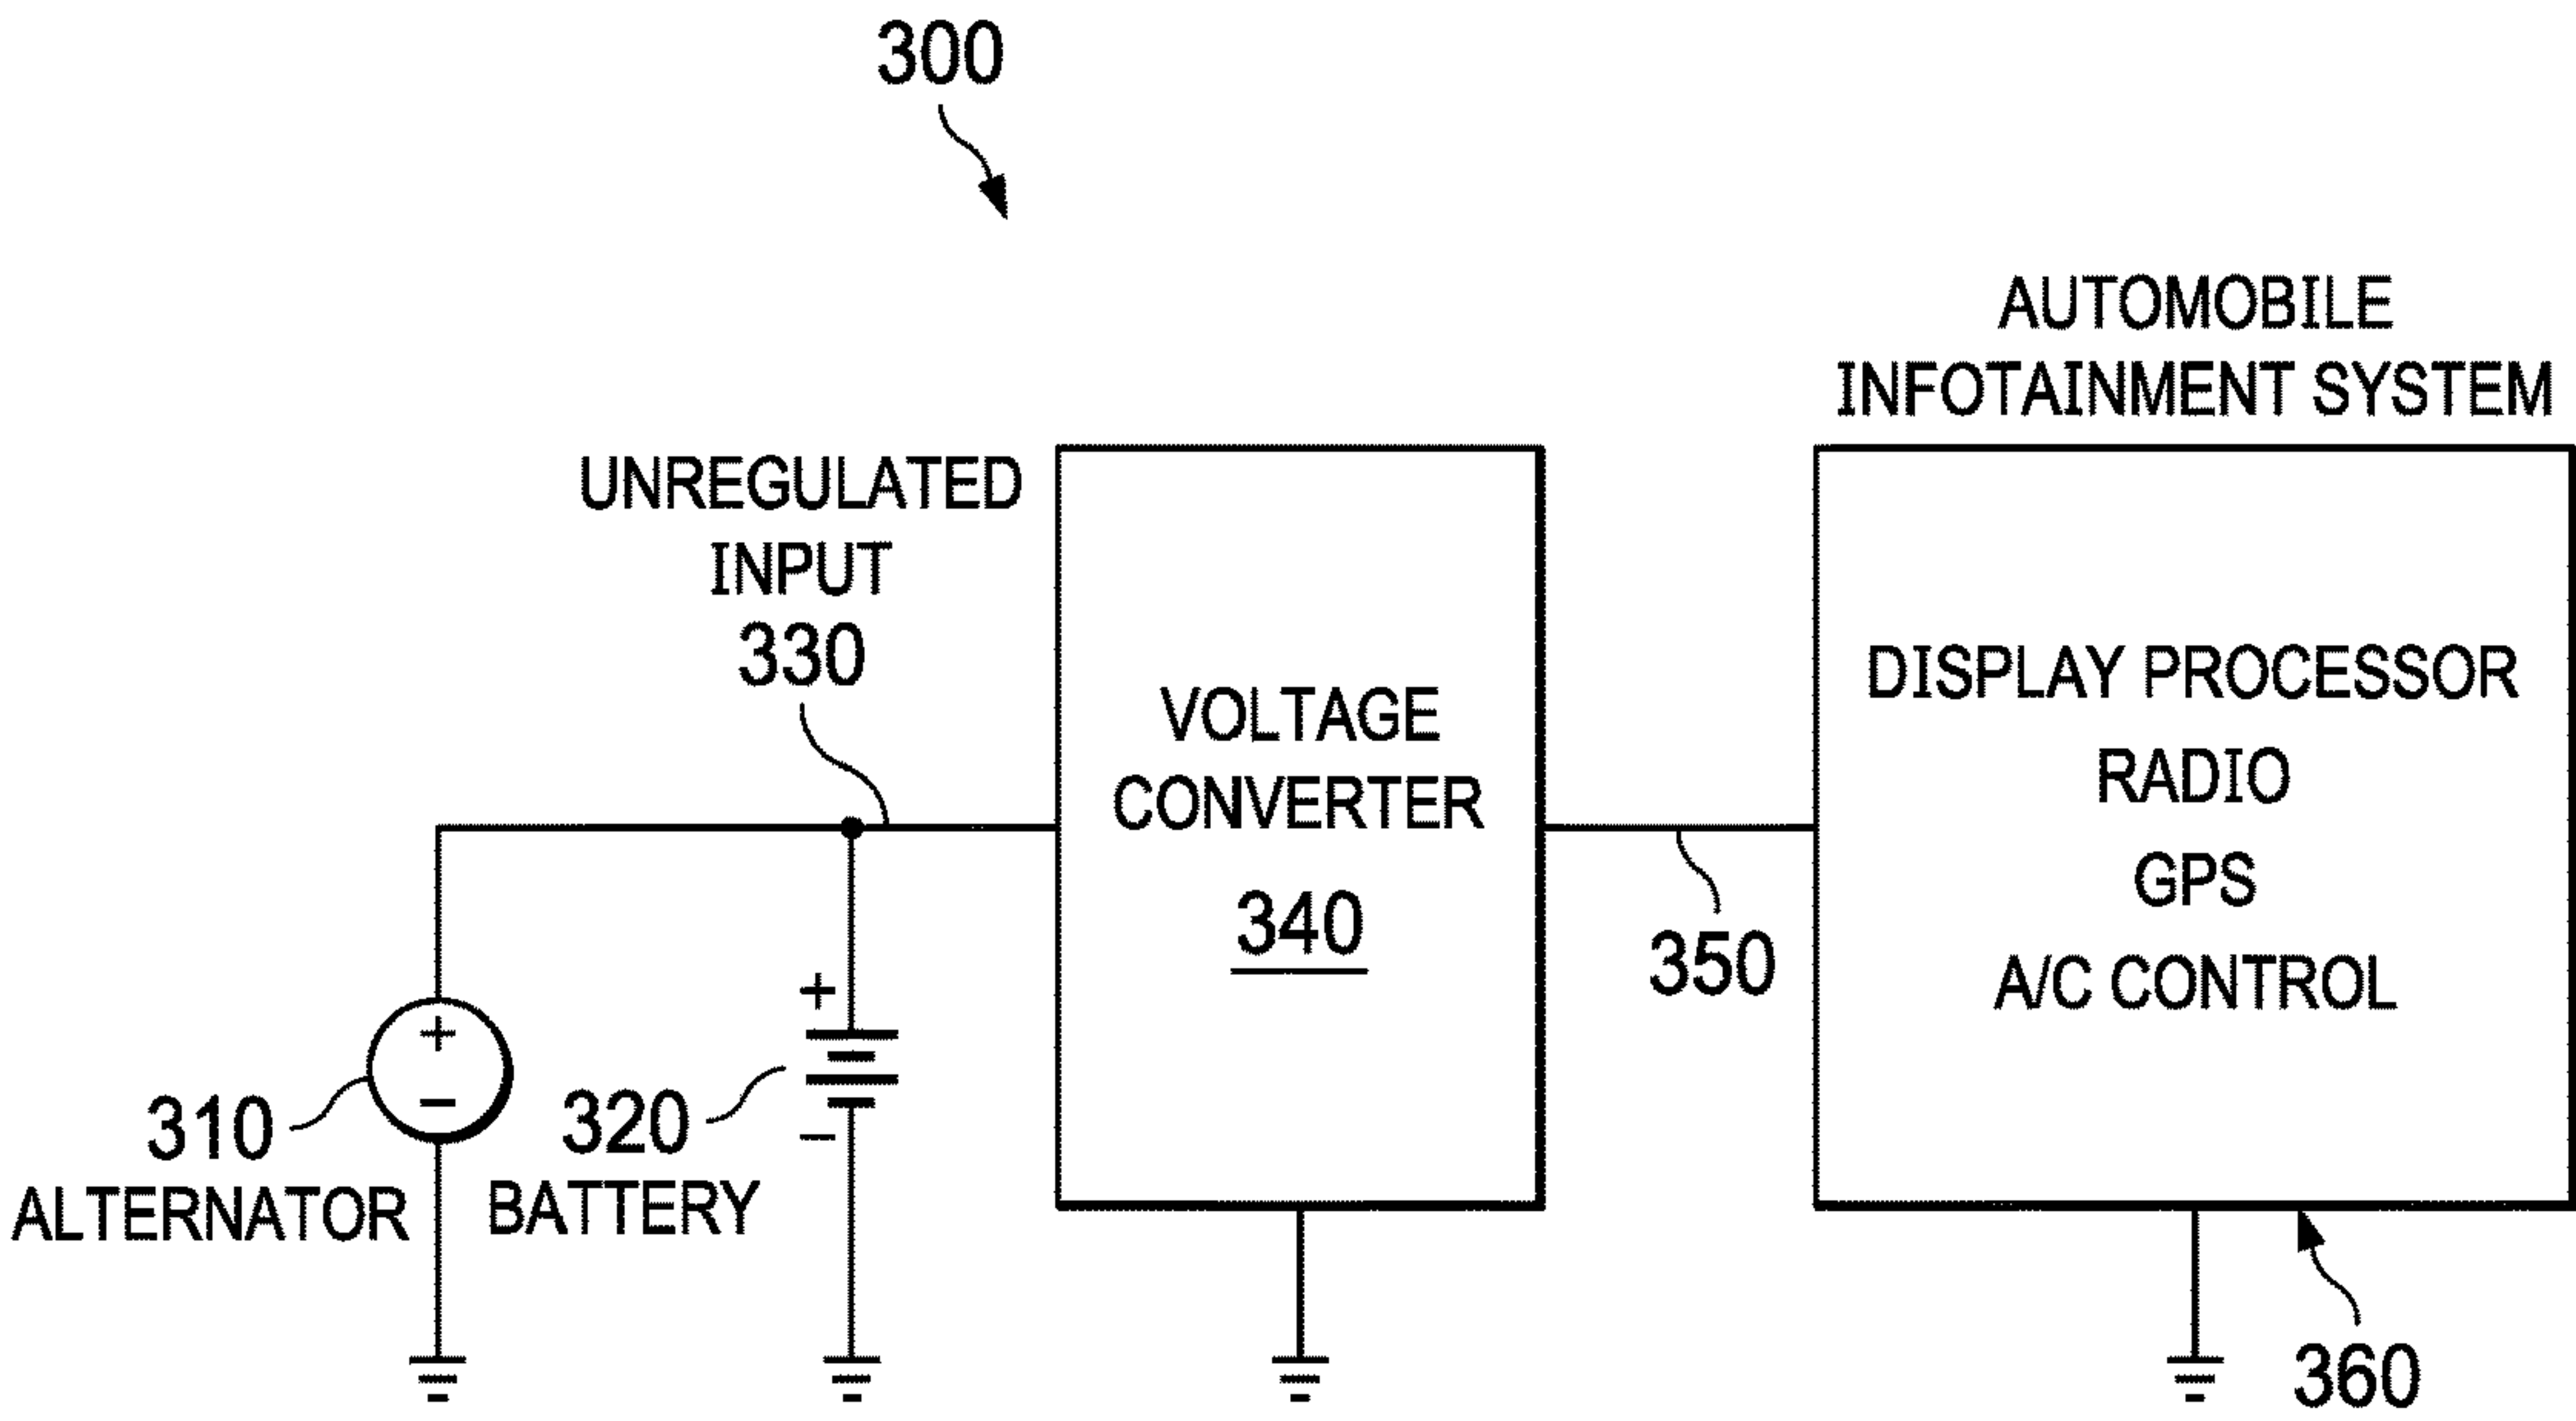 300
AUTOMOBILE
INFOTAINMENT SYSTEM
UNREGULATED
INPUT
330
VOLTAGE
CONVERTER
340
350
DISPLAY PROCESSOR
RADIO
GPS
A/C CONTROL
+
−
310
ALTERNATOR
+
−
320
BATTERY
360